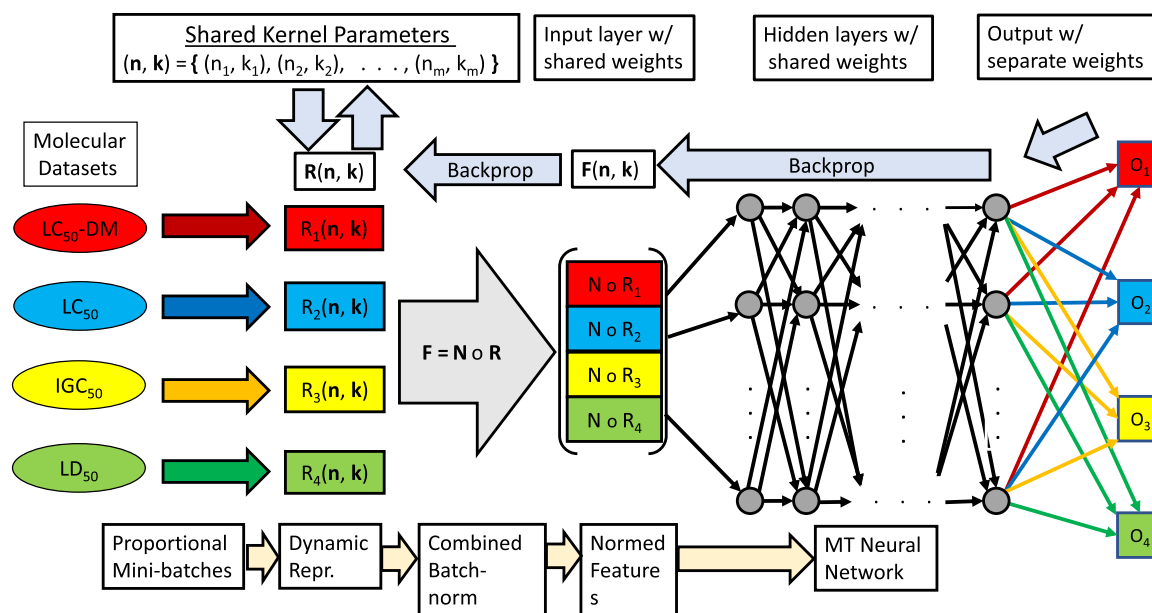 Shared Kernel Parameters
(n, k) = { (n₁, k₁), (n₂, k₂), . . . . , (nₘ, kₘ) }
Input layer w/
shared weights
Hidden layers w/
shared weights
Output w/
separate weights
Molecular
Datasets
R(n, k)
Backprop
F(n, k)
Backprop
O₁
LC₅₀-DM
R₁(n, k)
N o R₁
LC₅₀
R₂(n, k)
N o R₂
O₂
F = N o R
IGC₅₀
R₃(n, k)
N o R₃
O₃
LD₅₀
R₄(n, k)
N o R₄
O₄
Proportional
Mini-batches
Dynamic
Repr.
Combined
Batch-
norm
Normed
Feature
s
MT Neural
Network